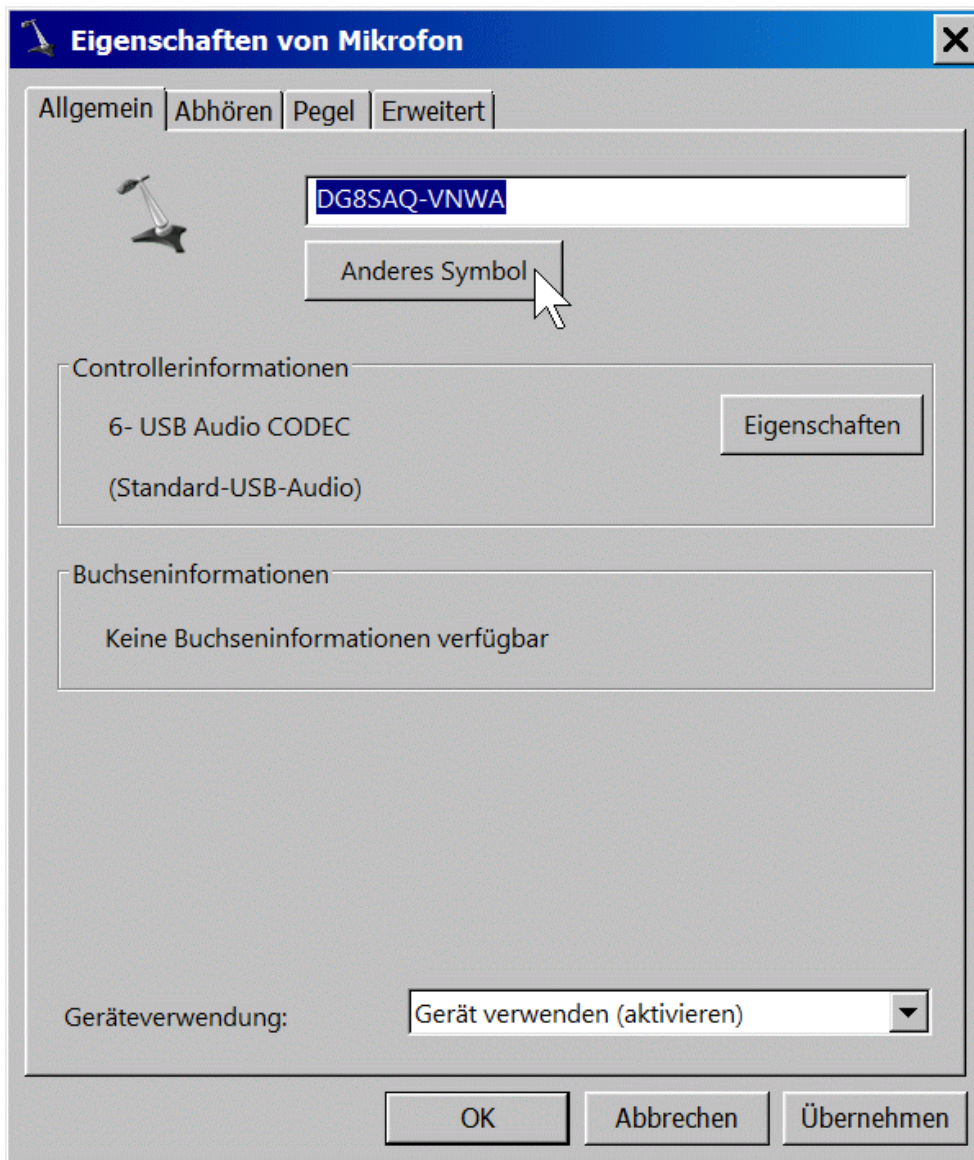 Eigenschaften von Mikrofon
Allgemein Abhören Pegel Erweitert
DG8SAQ-VNWA
Anderes Symbol
Controllerinformationen
6- USB Audio CODEC
Eigenschaften
(Standard-USB-Audio)
Buchseninformationen
Keine Buchseninformationen verfügbar
Geräteverwendung: Gerät verwenden (aktivieren)
OK Abbrechen Übernehmen